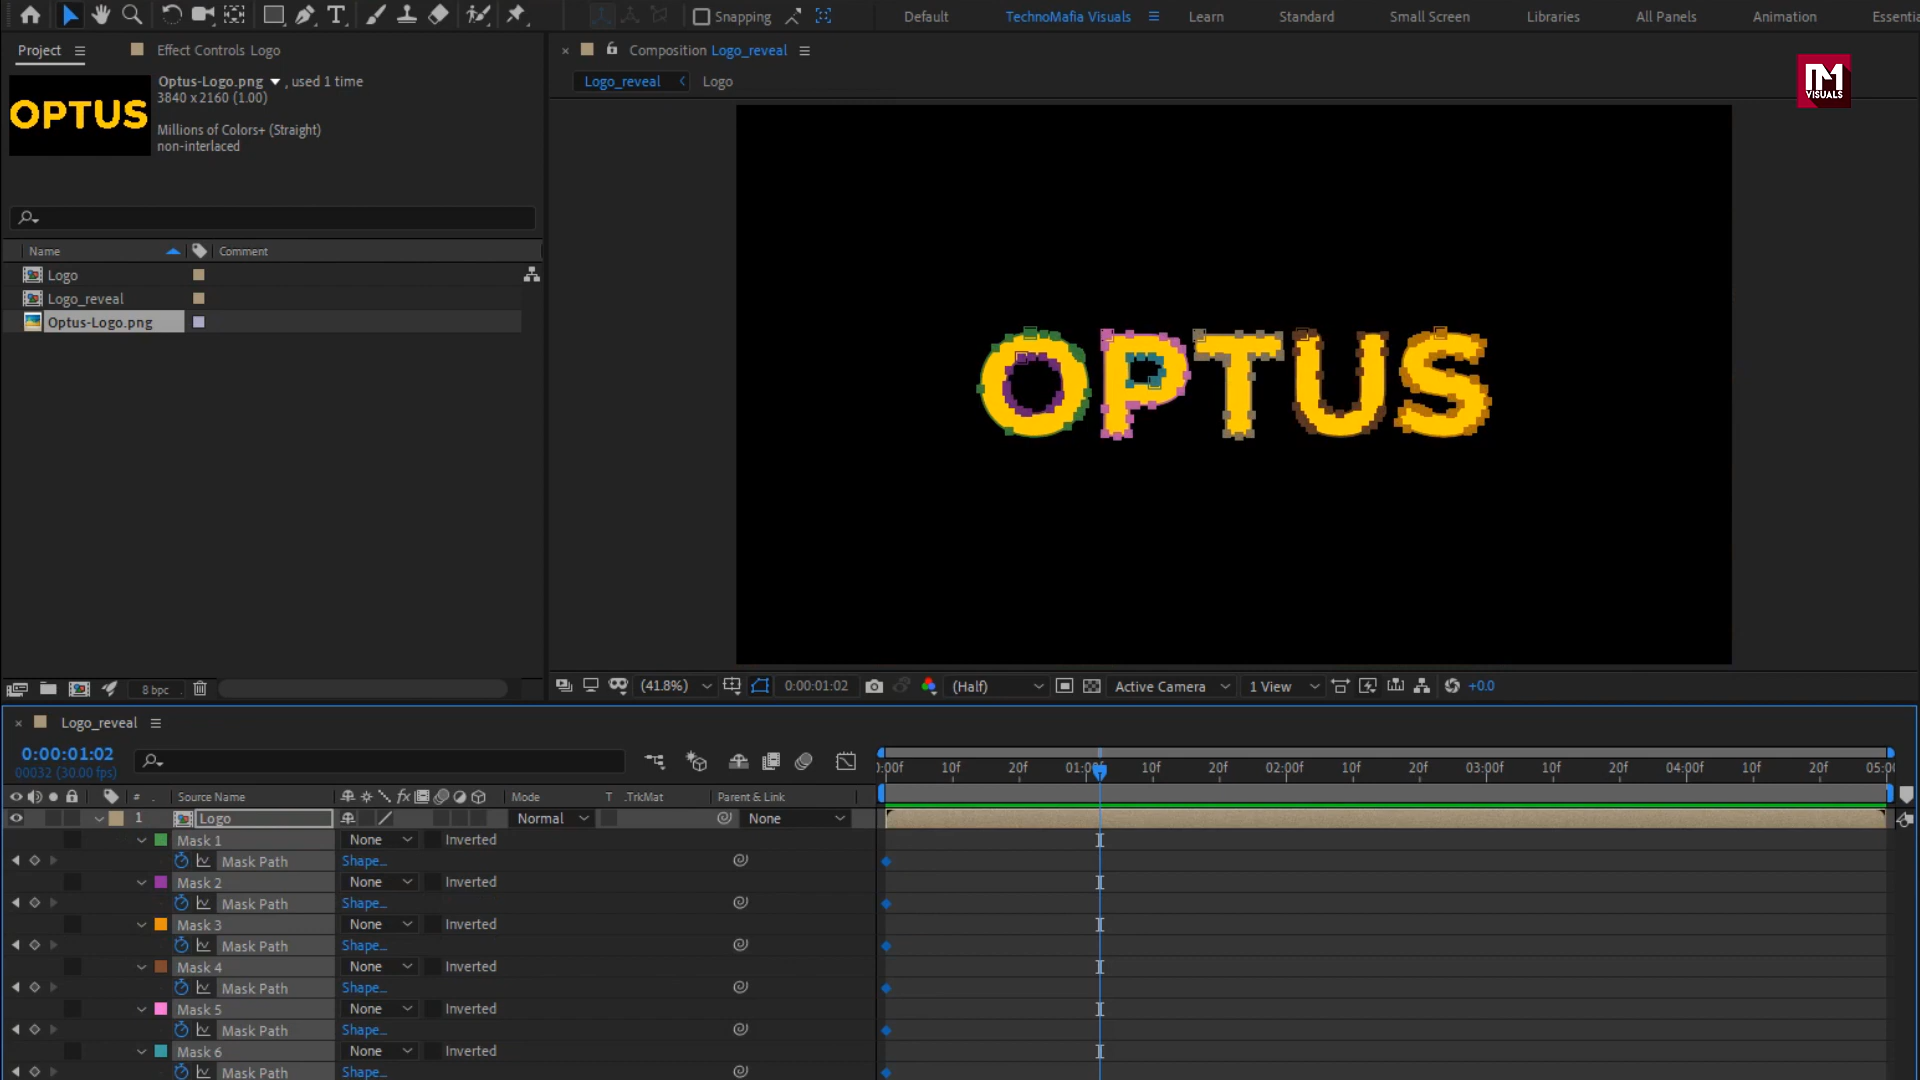 Snapping
Default
TechnoMafia Visuals
Learn
Standard
Small Screen
Libraries
All Panels
Animation
Essentia
Project
Effect Controls Logo
Composition Logo_reveal
Optus-Logo.png
, used 1 time
3840 x 2160 (1.00)
Millions of Colors+ (Straight)
non-interlaced
OPTUS
Logo_reveal
Logo
M
VISUALS
Name
Comment
Logo
Logo_reveal
Optus-Logo.png
OPTUS
8 bpc
(41.8%)
0:00:01:02
(Half)
Active Camera
1 View
+0.0
Logo_reveal
0:00:01:02
00032 (30.00 fps)
:00f 10f 20f 01:00f 10f 20f 02:00f 10f 20f 03:00f 10f 20f 04:00f 10f 20f 05:00
# Source Name fx Mode T .TrkMat Parent & Link
1 Logo Normal None
Mask 1 None Inverted
Mask Path Shape...
Mask 2 None Inverted
Mask Path Shape...
Mask 3 None Inverted
Mask Path Shape...
Mask 4 None Inverted
Mask Path Shape...
Mask 5 None Inverted
Mask Path Shape...
Mask 6 None Inverted
Mask Path Shape...